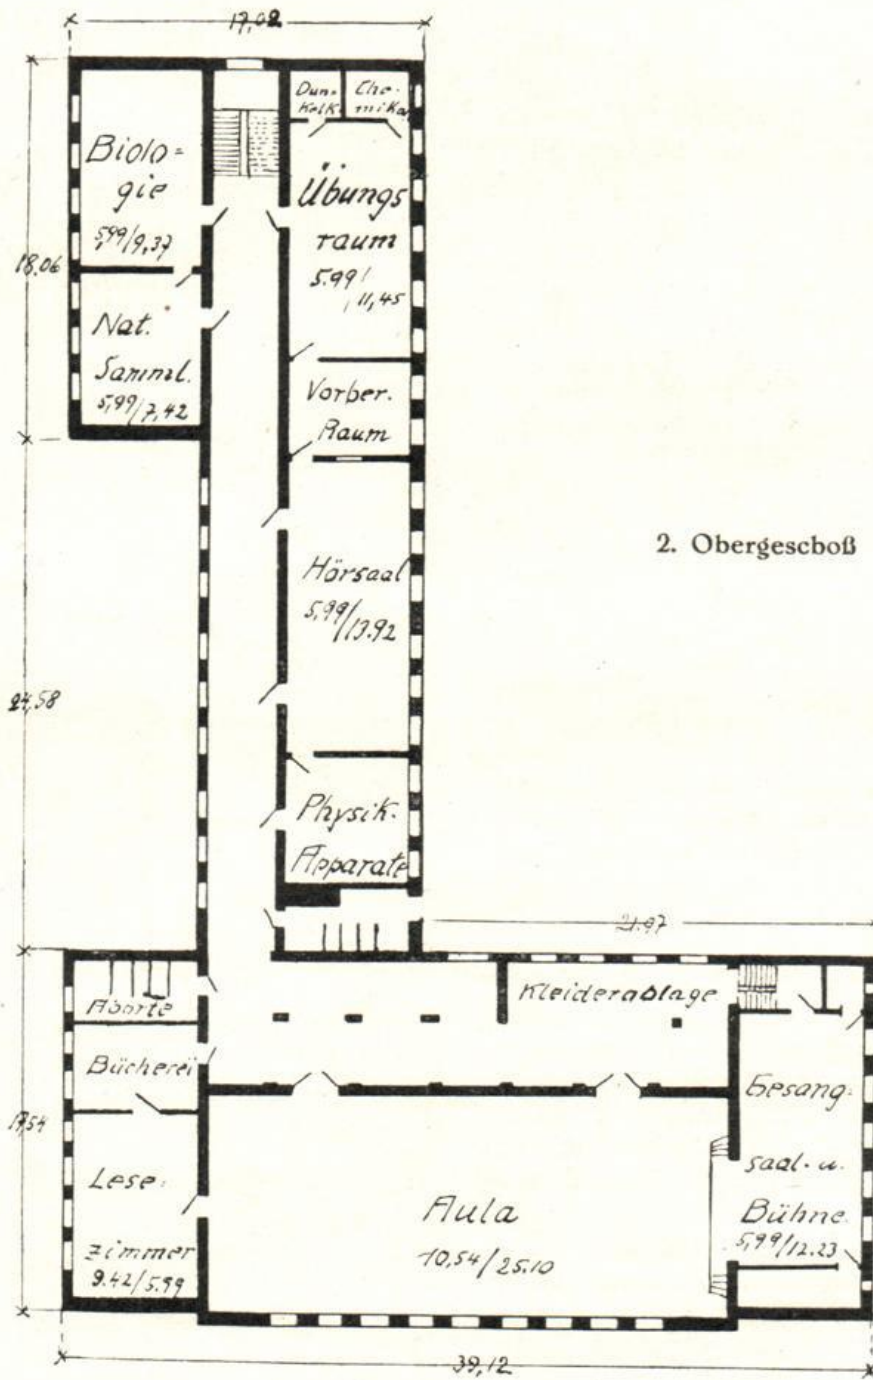 17,02
Dun-
kelk.
Che-
mikal.
Biolo-
gie
5,99/9,37
Übungs
raum
5.99/
11,45
18.06
Nat.
Samml.
5,99/7,42
Vorber.
Raum
2. Obergeschoß
Hörsaal
5,99/13.92
24,58
Physik.
Apparate
21.97
Aborte
Kleiderablage
Bücherei
Gesang-
saal- u.
Bühne
5,99/12.23
17,54
Lese-
zimmer
9.42/5.99
Aula
10,54/25.10
39,12